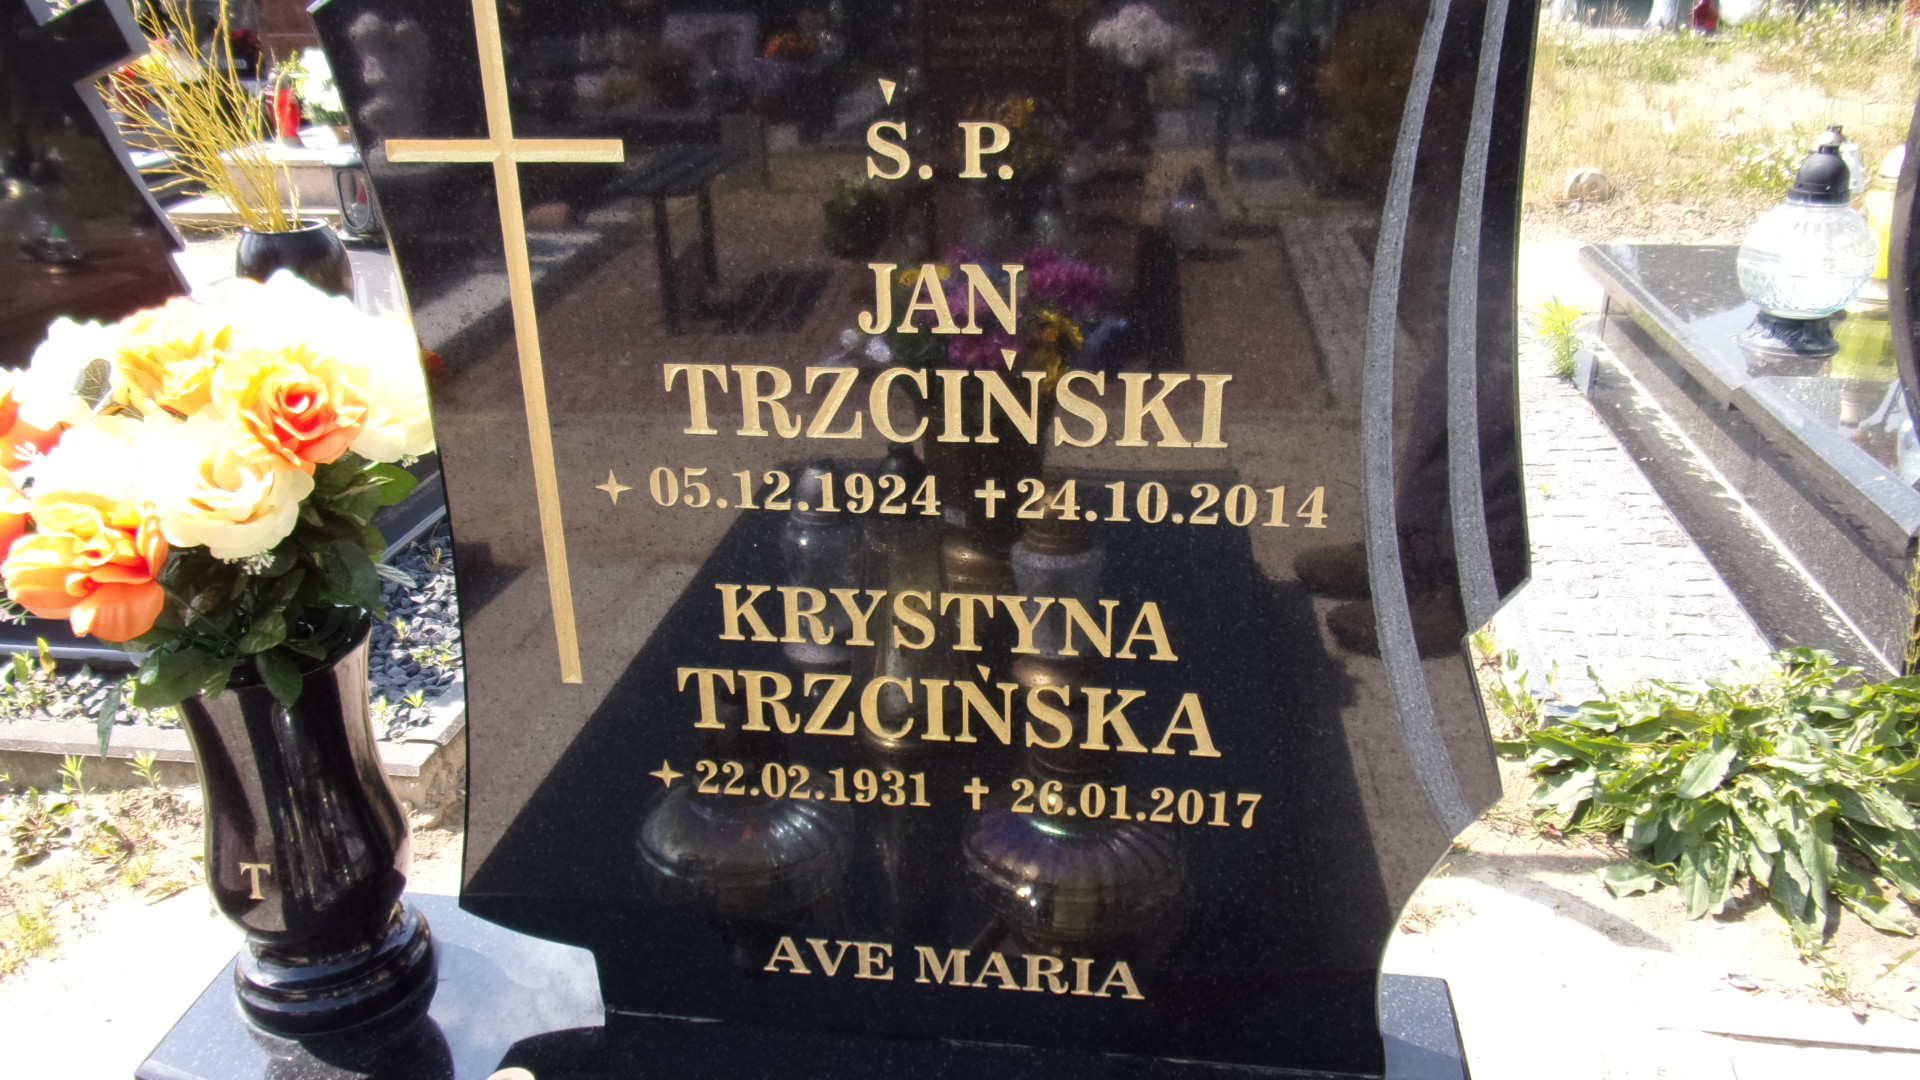 Ś. P.
JAN
TRZCIŃSKI
✦ 05.12.1924 ✝ 24.10.2014
KRYSTYNA
TRZCIŃSKA
✦ 22.02.1931 ✝ 26.01.2017
AVE MARIA
T